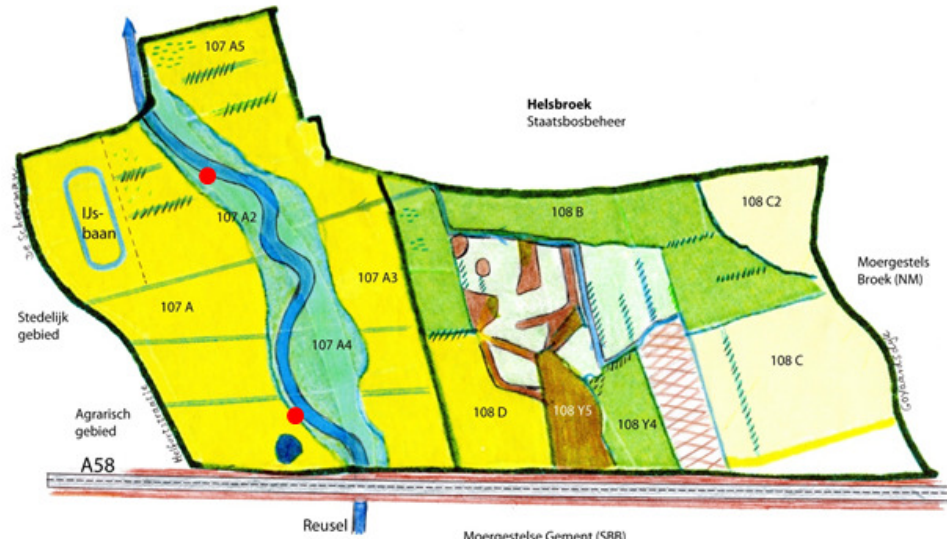 107 A5
Helsbroek
Staatsbosbeheer
IJs-
baan
107 A2
108 B
108 C2
107 A3
Moergestels
Broek (NM)
107 A
Stedelijk
gebied
107 A4
108 C
108 D
108 Y5
108 Y4
Agrarisch
gebied
A58
Reusel
Moergestelse Gement (SBB)